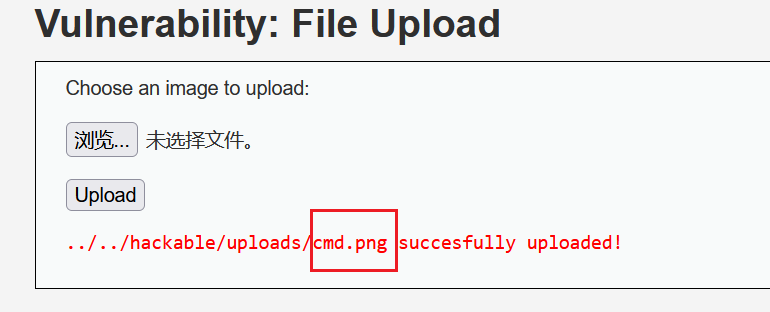 Vulnerability: File Upload
Choose an image to upload:
浏览... 未选择文件。
Upload
../../hackable/uploads/cmd.png succesfully uploaded!